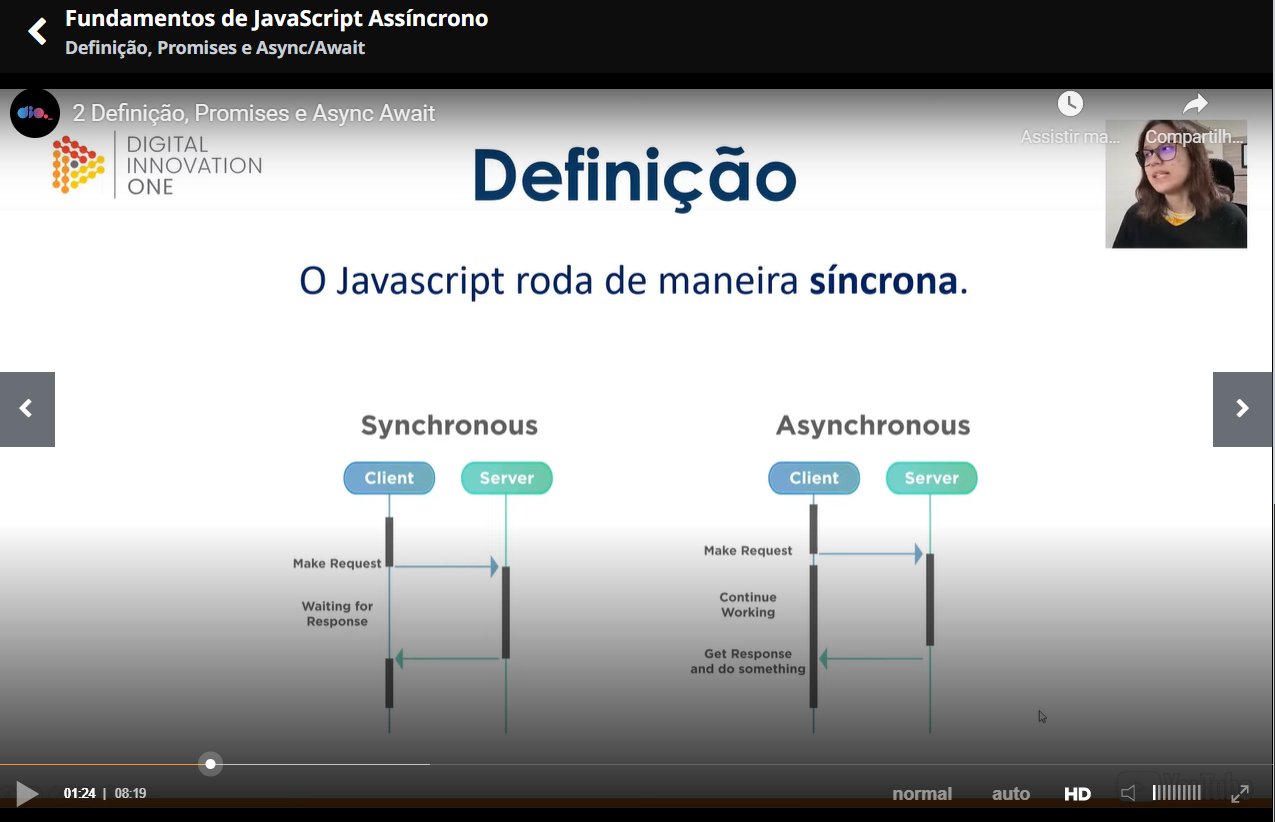 Fundamentos de JavaScript Assíncrono
Definição, Promises e Async/Await
dio.
2 Definição, Promises e Async Await
Assistir ma...
Compartilh...
DIGITAL
INNOVATION
ONE
Definição
O Javascript roda de maneira síncrona.
Synchronous
Asynchronous
Client
Server
Client
Server
Make Request
Waiting for
Response
Make Request
Continue
Working
Get Response
and do something
01:24 | 08:19
normal
auto
HD
YouTube